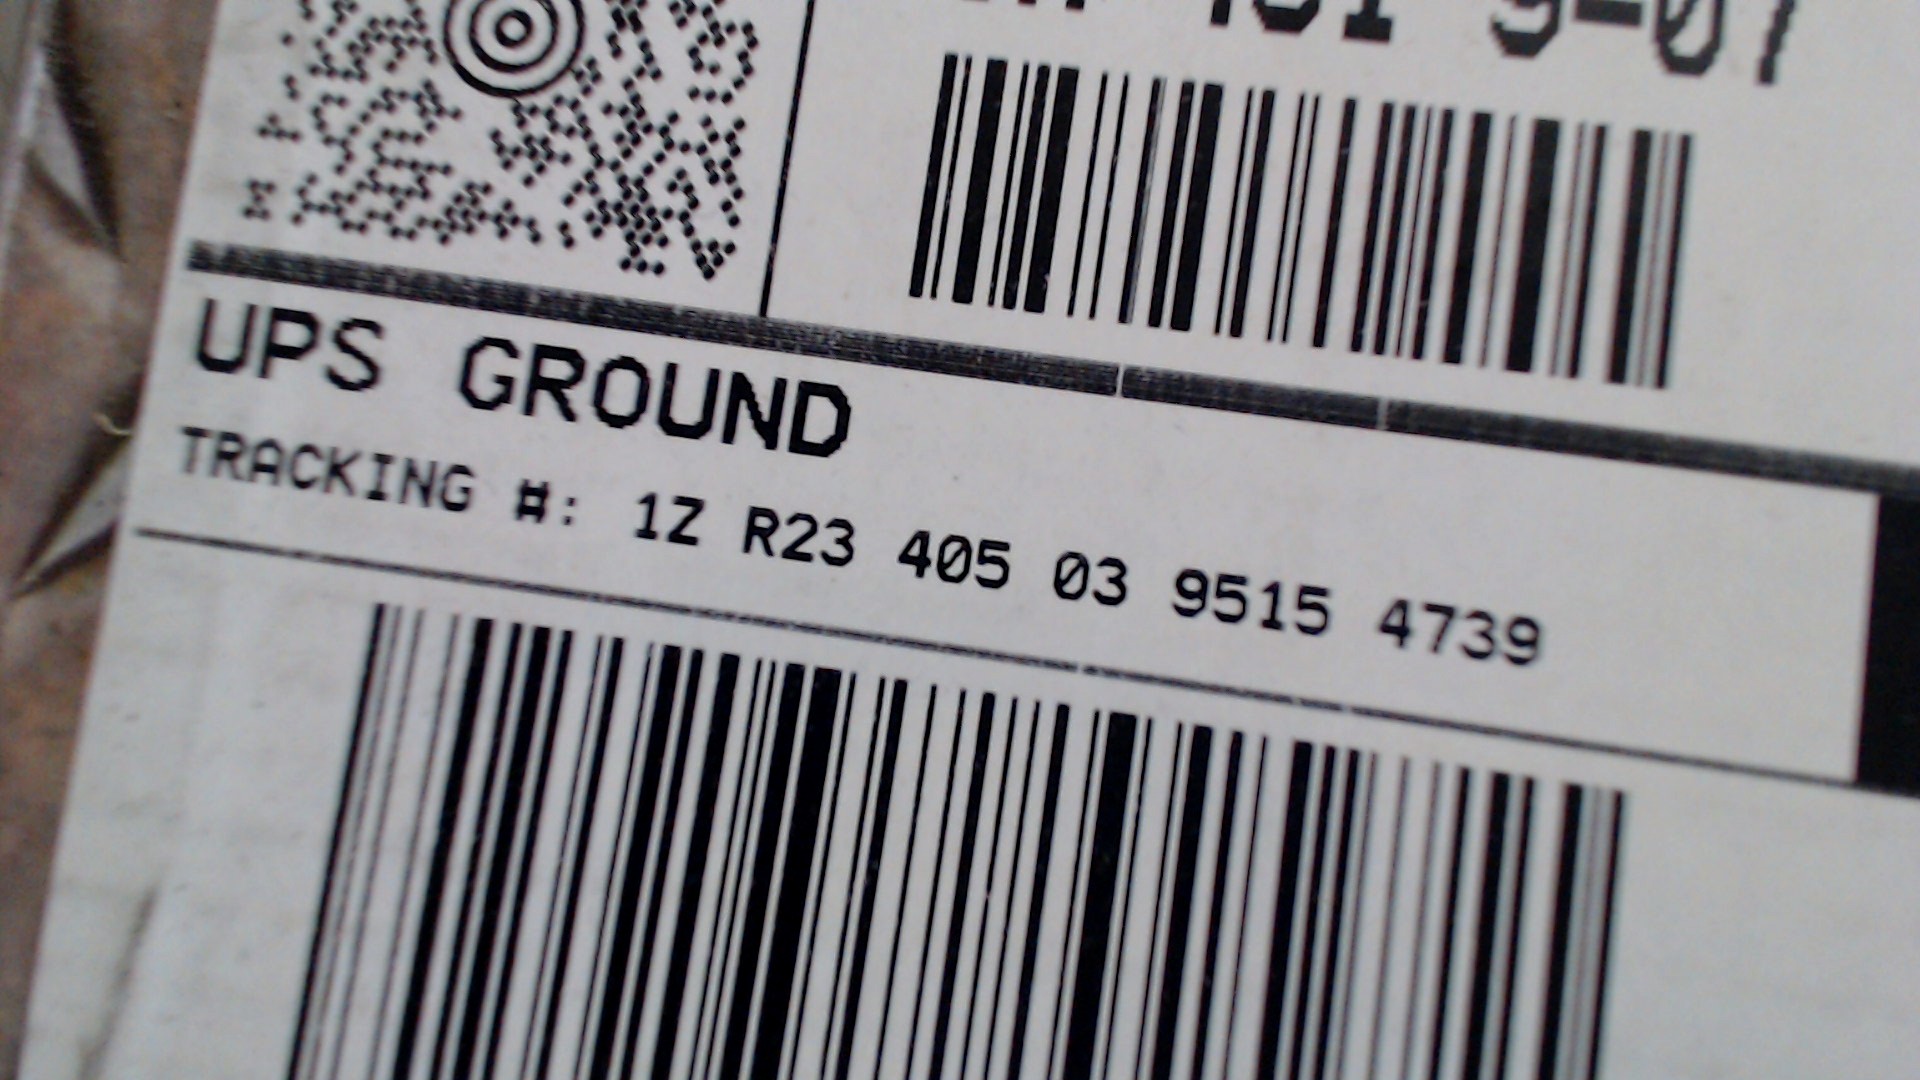 UPS GROUND
TRACKING #: 1Z R23 405 03 9515 4739